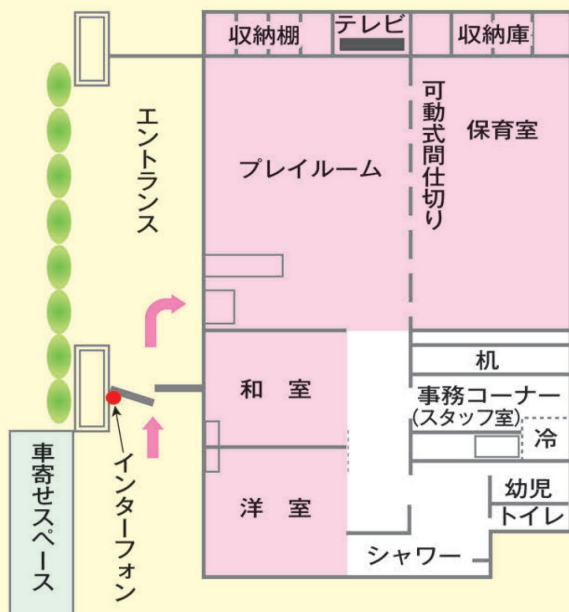 収納棚
テレビ
収納庫
エントランス
プレイルーム
可動式間仕切り
保育室
和 室
机
事務コーナー
(スタッフ室)
冷
車寄せスペース
インターフォン
洋 室
幼児
トイレ
シャワー